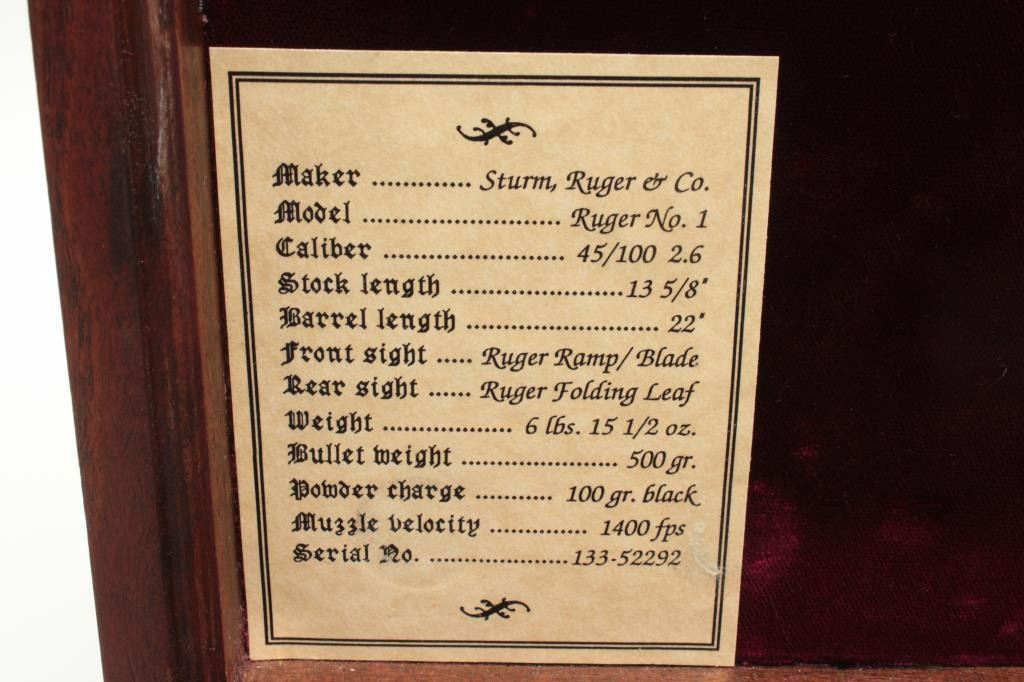 Maker ............. Sturm, Ruger & Co.
Model ......................... Ruger No. 1
Caliber ....................... 45/100 2.6
Stock length ......................13 5/8"
Barrel length ......................... 22"
Front sight ..... Ruger Ramp/ Blade
Rear sight ...... Ruger Folding Leaf
Weight ................. 6 lbs. 15 1/2 oz.
Bullet weight .................... 500 gr.
Powder charge .......... 100 gr. black
Muzzle velocity ............. 1400 fps
Serial No. ..................133-52292